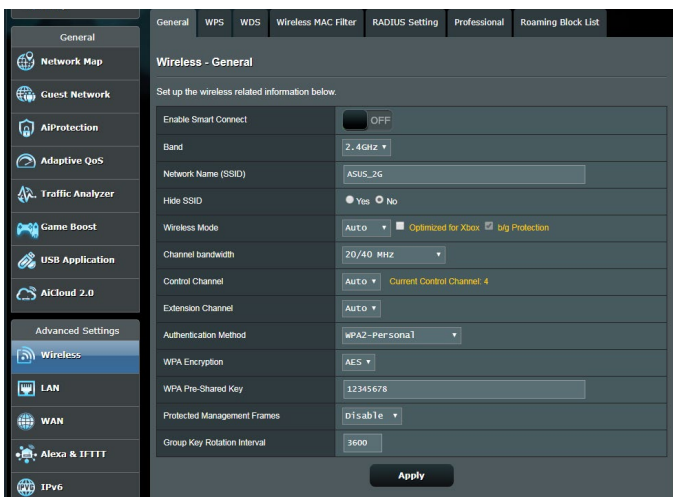 General
Network Map
Guest Network
AiProtection
Adaptive QoS
Traffic Analyzer
Game Boost
USB Application
AiCloud 2.0
Advanced Settings
Wireless
LAN
WAN
Alexa & IFTTT
IPv6
General WPS WDS Wireless MAC Filter RADIUS Setting Professional Roaming Block List
Wireless - General
Set up the wireless related information below.
Enable Smart Connect OFF
Band 2.4GHz
Network Name (SSID) ASUS_2G
Hide SSID Yes No
Wireless Mode Auto Optimized for Xbox b/g Protection
Channel bandwidth 20/40 MHz
Control Channel Auto Current Control Channel: 4
Extension Channel Auto
Authentication Method WPA2-Personal
WPA Encryption AES
WPA Pre-Shared Key 12345678
Protected Management Frames Disable
Group Key Rotation Interval 3600
Apply